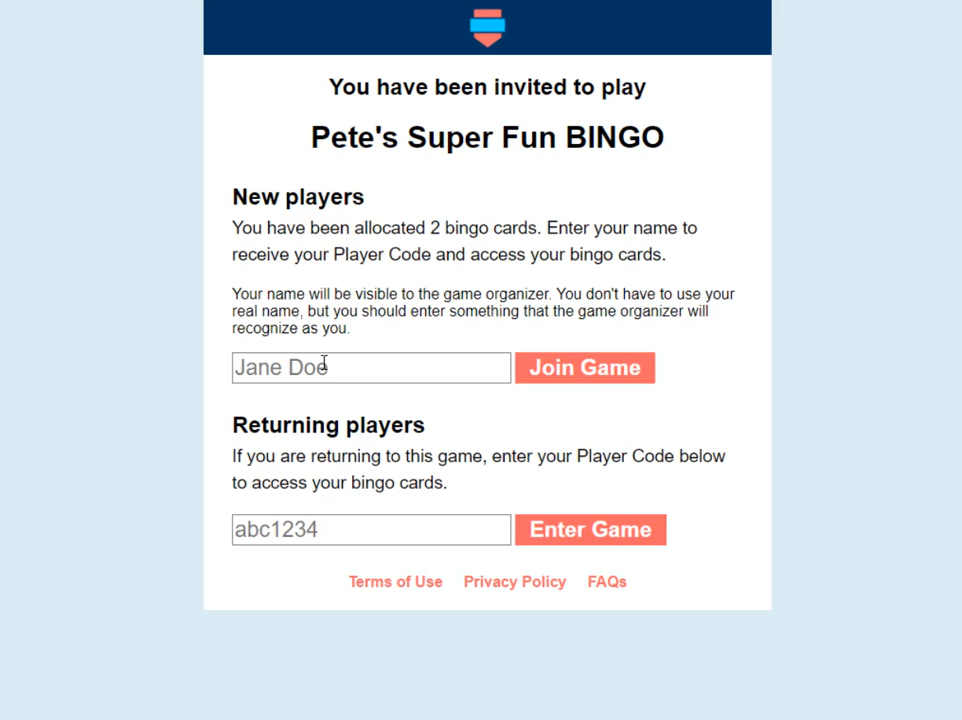 You have been invited to play
Pete's Super Fun BINGO
New players
You have been allocated 2 bingo cards. Enter your name to
receive your Player Code and access your bingo cards.
Your name will be visible to the game organizer. You don't have to use your
real name, but you should enter something that the game organizer will
recognize as you.
Jane Doe Join Game
Returning players
If you are returning to this game, enter your Player Code below
to access your bingo cards.
abc1234 Enter Game
Terms of Use Privacy Policy FAQs